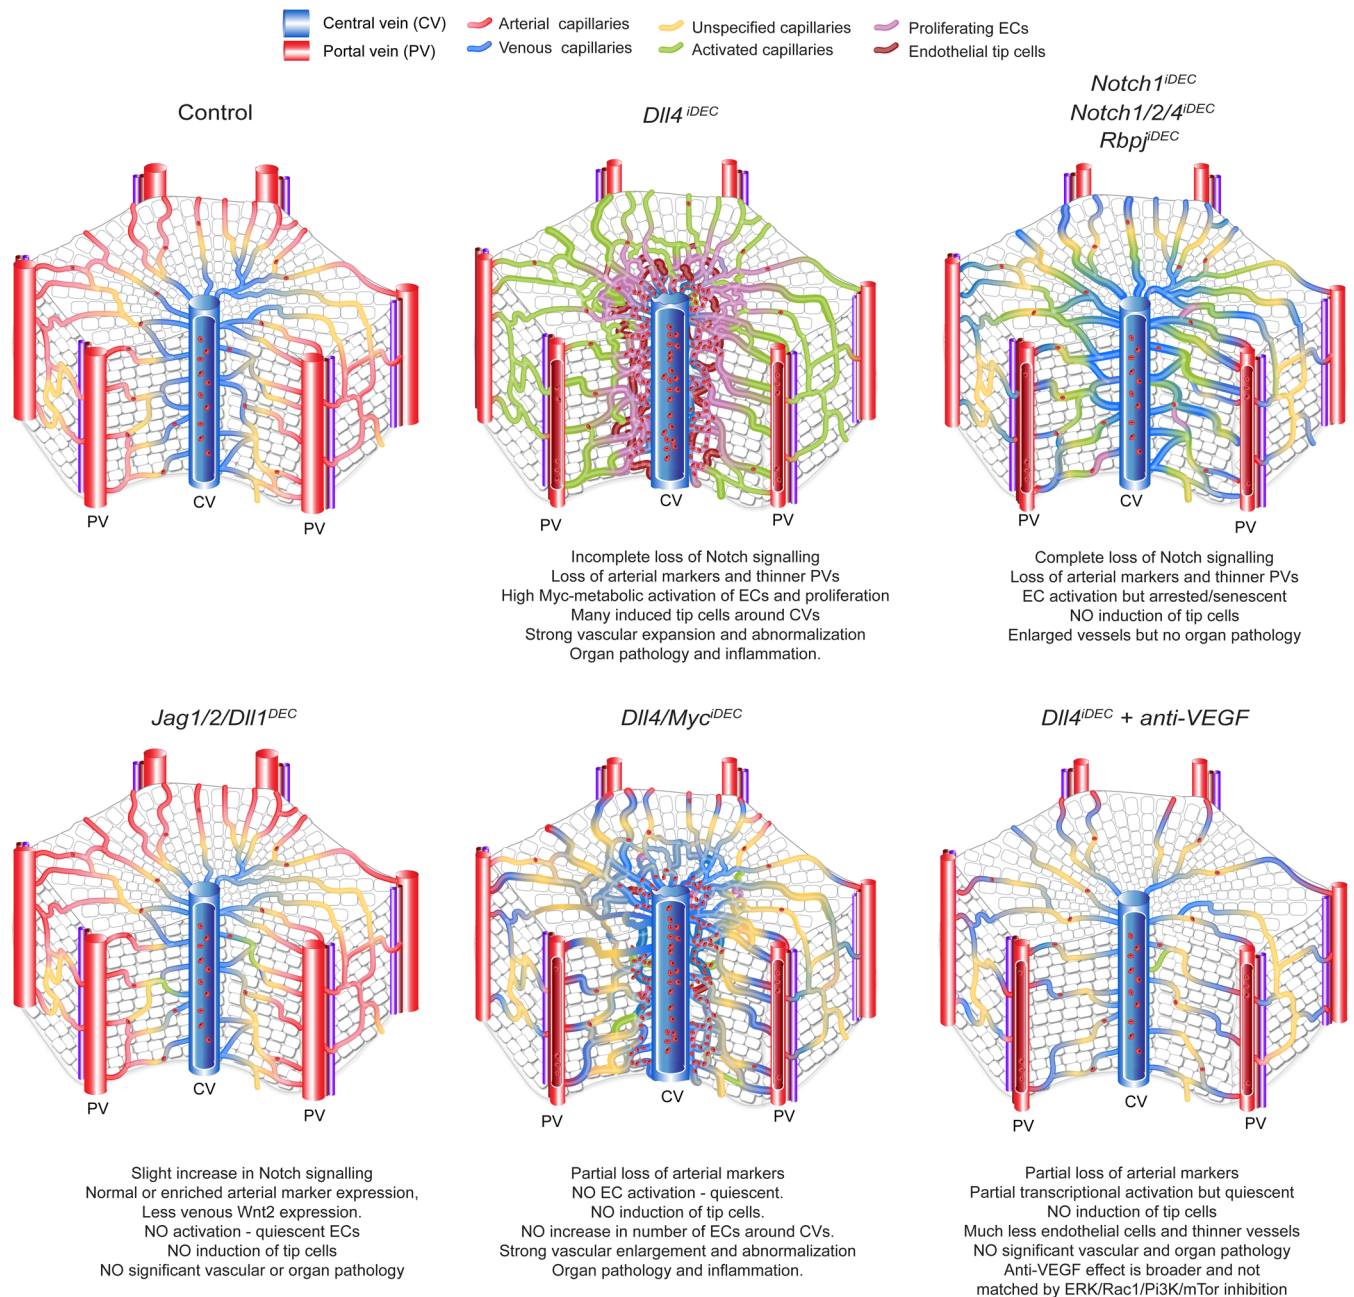 Central vein (CV)
Portal vein (PV)
Arterial capillaries
Venous capillaries
Unspecified capillaries
Activated capillaries
Proliferating ECs
Endothelial tip cells
Control
Dll4 iDEC
Notch1iDEC
Notch1/2/4iDEC
RbpjiDEC
PV
CV
PV
PV
CV
PV
PV
CV
PV
Incomplete loss of Notch signalling
Loss of arterial markers and thinner PVs
High Myc-metabolic activation of ECs and proliferation
Many induced tip cells around CVs
Strong vascular expansion and abnormalization
Organ pathology and inflammation.
Complete loss of Notch signalling
Loss of arterial markers and thinner PVs
EC activation but arrested/senescent
NO induction of tip cells
Enlarged vessels but no organ pathology
Jag1/2/Dll1DEC
Dll4/MyciDEC
Dll4iDEC + anti-VEGF
PV
CV
PV
PV
CV
PV
PV
CV
PV
Slight increase in Notch signalling
Normal or enriched arterial marker expression,
Less venous Wnt2 expression.
NO activation - quiescent ECs
NO induction of tip cells
NO significant vascular or organ pathology
Partial loss of arterial markers
NO EC activation - quiescent.
NO induction of tip cells.
NO increase in number of ECs around CVs.
Strong vascular enlargement and abnormalization
Organ pathology and inflammation.
Partial loss of arterial markers
Partial transcriptional activation but quiescent
NO induction of tip cells
Much less endothelial cells and thinner vessels
NO significant vascular and organ pathology
Anti-VEGF effect is broader and not
matched by ERK/Rac1/Pi3K/mTor inhibition